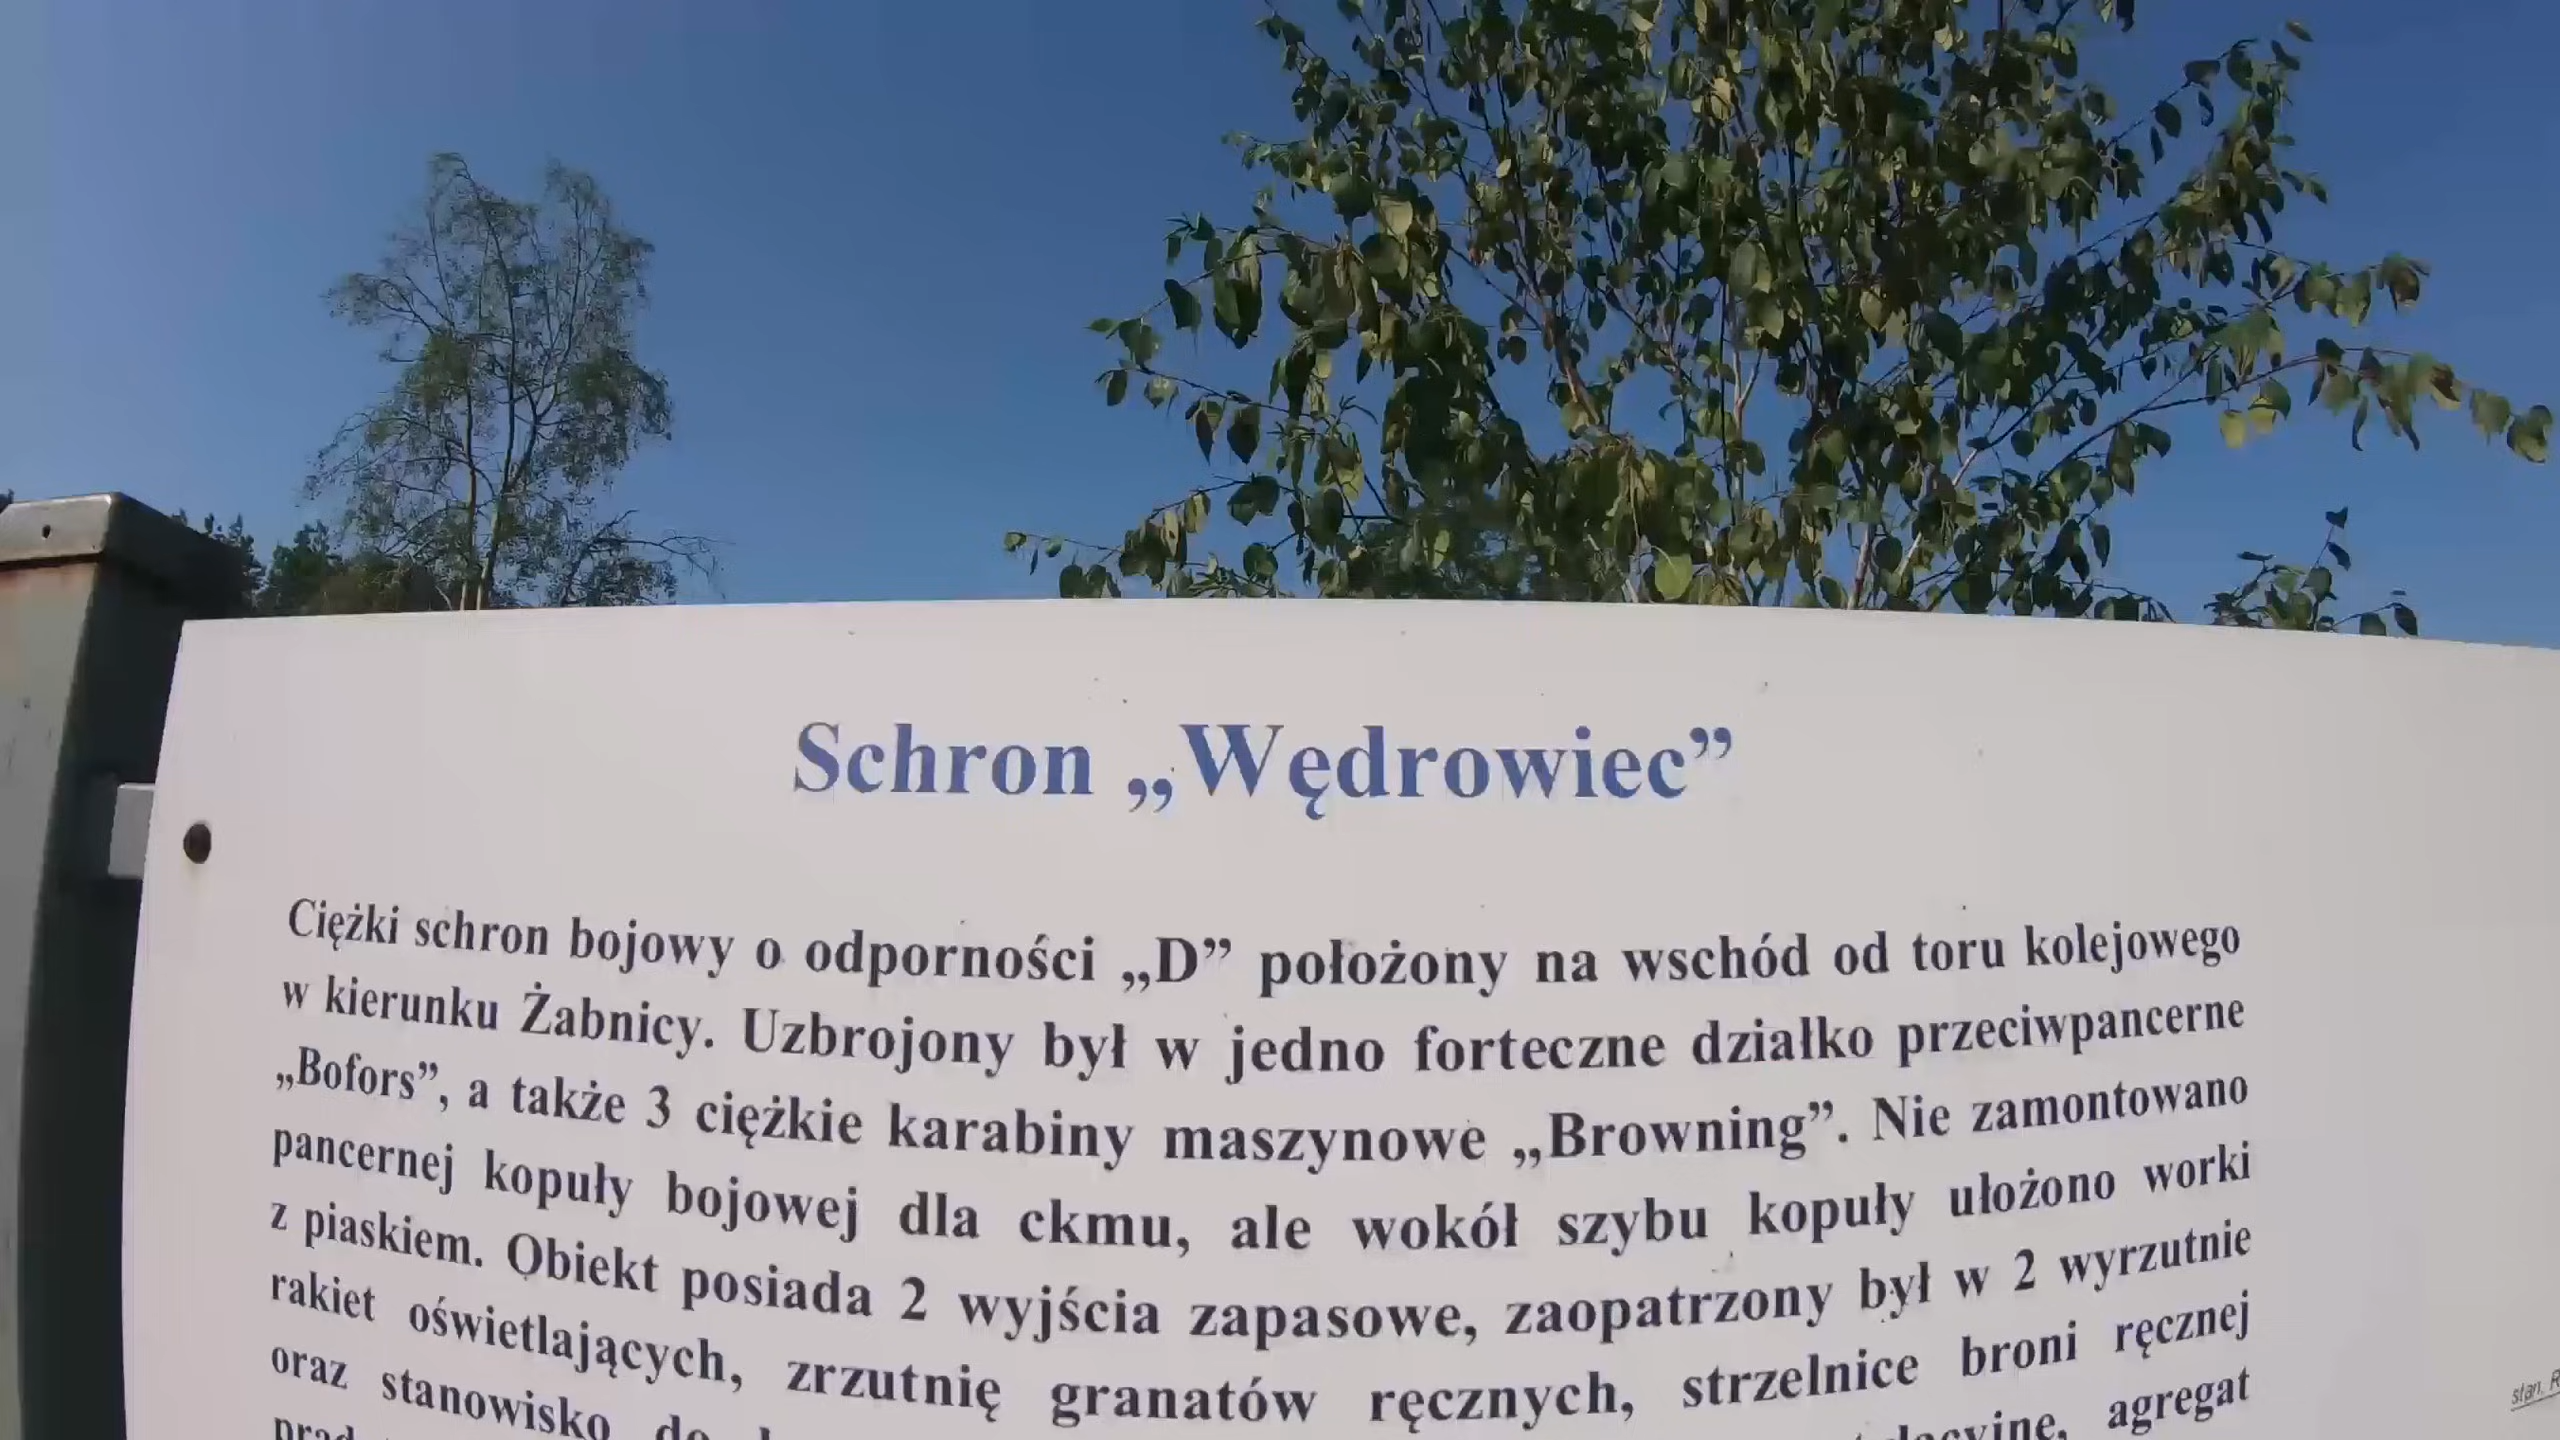 Schron „Wędrowiec”
Ciężki schron bojowy o odporności „D” położony na wschód od toru kolejowego
w kierunku Żabnicy. Uzbrojony był w jedno forteczne działko przeciwpancerne
„Bofors”, a także 3 ciężkie karabiny maszynowe „Browning”. Nie zamontowano
pancernej kopuły bojowej dla ckmu, ale wokół szybu kopuły ułożono worki
z piaskiem. Obiekt posiada 2 wyjścia zapasowe, zaopatrzony był w 2 wyrzutnie
rakiet oświetlających, zrzutnię granatów ręcznych, strzelnice broni ręcznej
oraz stanowisko do agregat
stan.